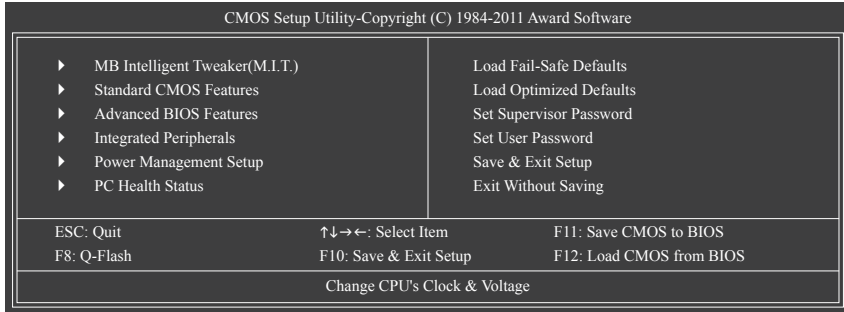 CMOS Setup Utility-Copyright (C) 1984-2011 Award Software
MB Intelligent Tweaker(M.I.T.)
Standard CMOS Features
Advanced BIOS Features
Integrated Peripherals
Power Management Setup
PC Health Status
Load Fail-Safe Defaults
Load Optimized Defaults
Set Supervisor Password
Set User Password
Save & Exit Setup
Exit Without Saving
ESC: Quit ↑↓→←: Select Item F11: Save CMOS to BIOS
F8: Q-Flash F10: Save & Exit Setup F12: Load CMOS from BIOS
Change CPU's Clock & Voltage